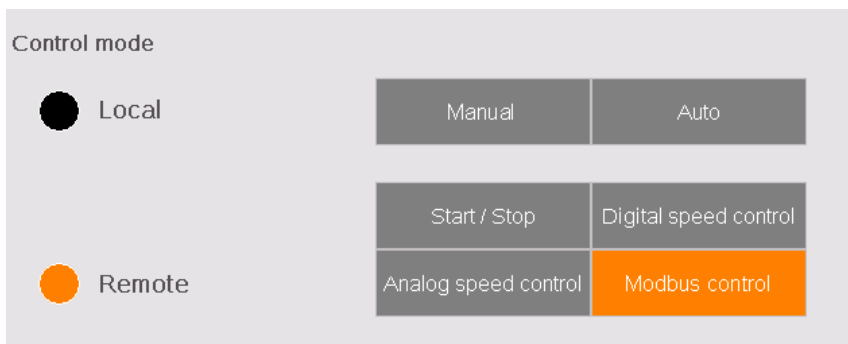 Control mode
Local
Manual
Auto
Start / Stop
Digital speed control
Remote
Analog speed control
Modbus control